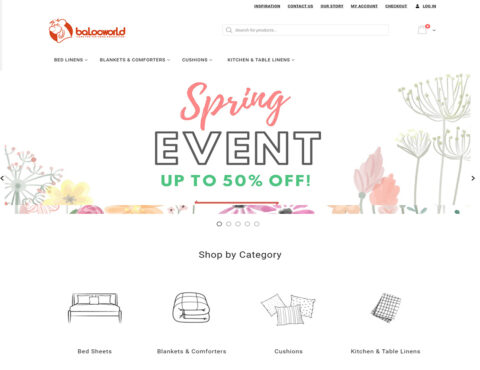 INSPIRATION CONTACT US OUR STORY MY ACCOUNT CHECKOUT LOG IN
balooworld
Search for products...
0
BED LINENS BLANKETS & COMFORTERS CUSHIONS KITCHEN & TABLE LINENS
Spring
EVENT
UP TO 50% OFF!
Shop by Category
Bed Sheets Blankets & Comforters Cushions Kitchen & Table Linens